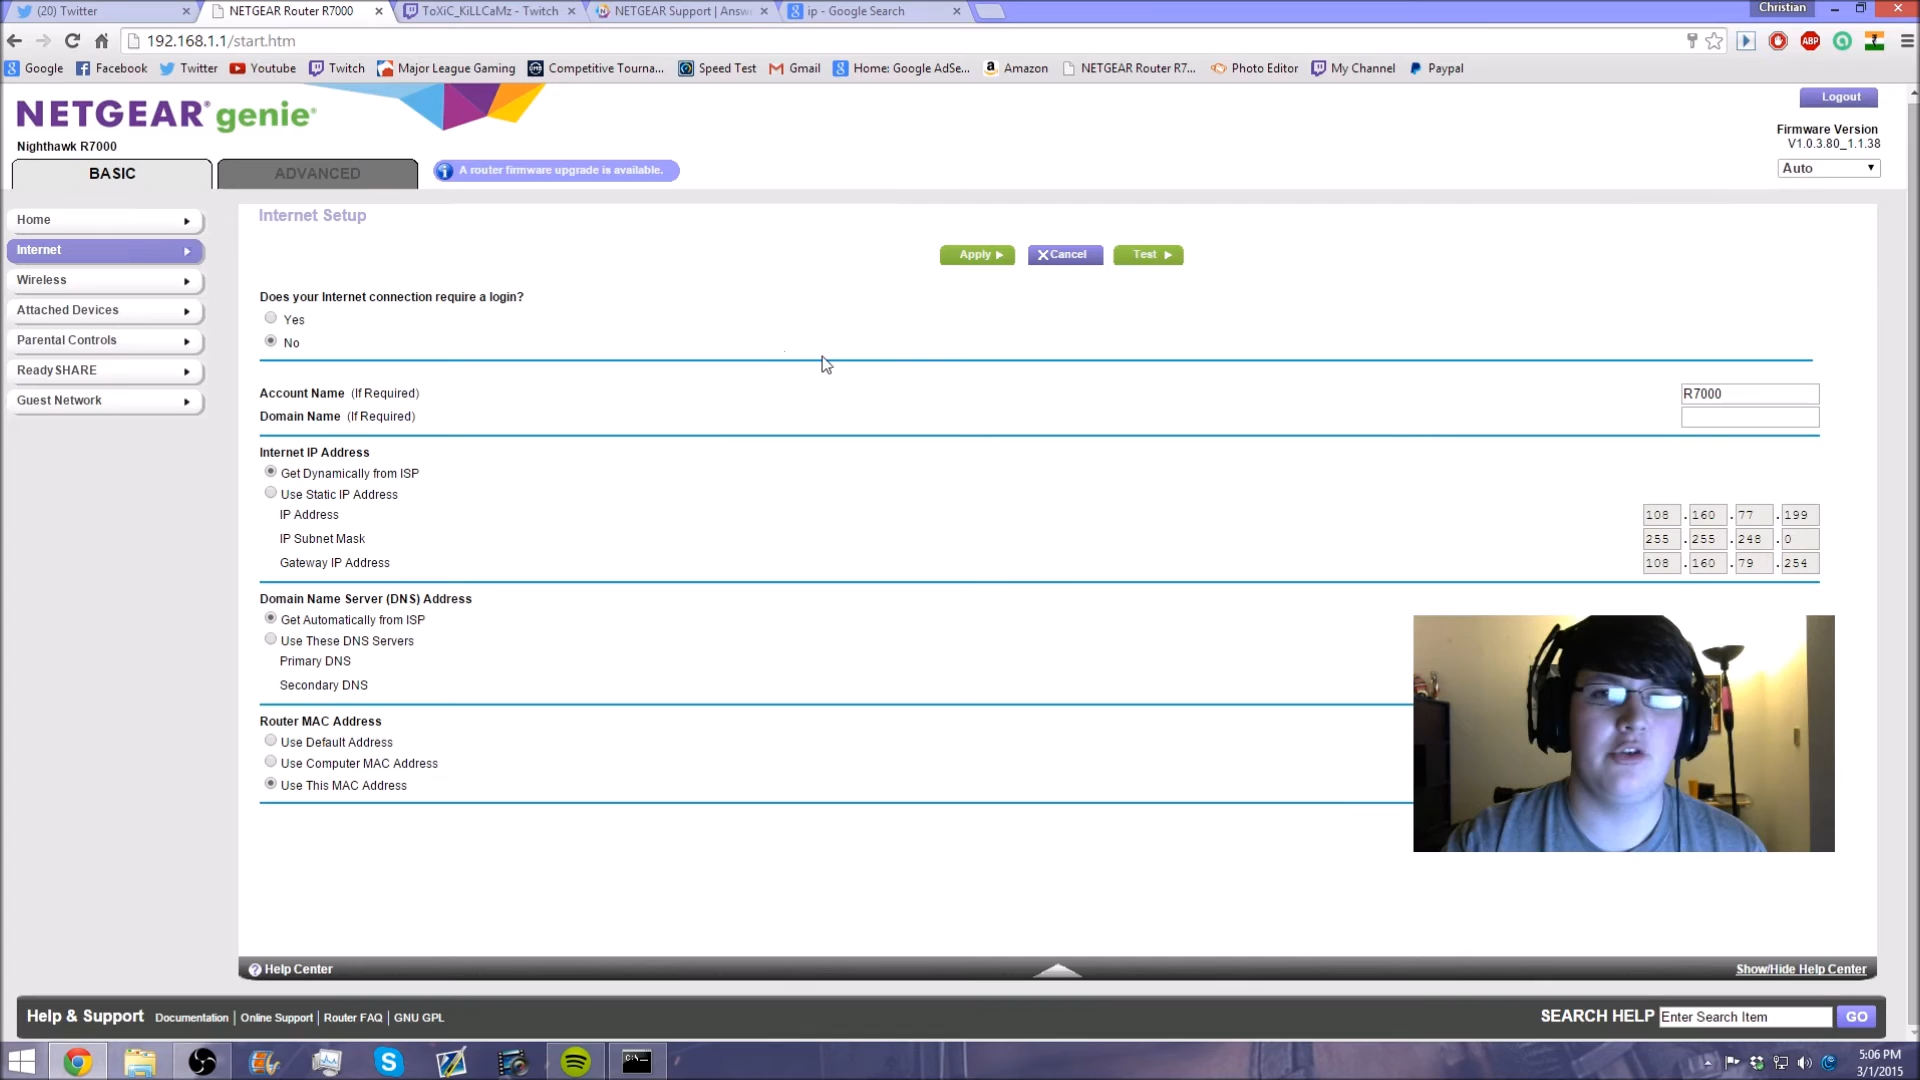 (20) Twitter
NETGEAR Router R7000
ToXiC_KiLLCaMz - Twitch
NETGEAR Support | Answ
ip - Google Search
Christian
192.168.1.1/start.htm
ABP
Google
Facebook
Twitter
Youtube
Twitch
Major League Gaming
Competitive Tourna...
Speed Test
Gmail
Home: Google AdSe...
Amazon
NETGEAR Router R7...
Photo Editor
My Channel
Paypal
NETGEAR® genie®
Logout
Firmware Version
V1.0.3.80_1.1.38
Nighthawk R7000
BASIC
ADVANCED
A router firmware upgrade is available.
Auto
Home
Internet
Wireless
Attached Devices
Parental Controls
ReadySHARE
Guest Network
Internet Setup
Apply
Cancel
Test
Does your Internet connection require a login?
Yes
No
Account Name (If Required)
R7000
Domain Name (If Required)
Internet IP Address
Get Dynamically from ISP
Use Static IP Address
IP Address
108 . 160 . 77 . 199
IP Subnet Mask
255 . 255 . 248 . 0
Gateway IP Address
108 . 160 . 79 . 254
Domain Name Server (DNS) Address
Get Automatically from ISP
Use These DNS Servers
Primary DNS
Secondary DNS
Router MAC Address
Use Default Address
Use Computer MAC Address
Use This MAC Address
Help Center
Show/Hide Help Center
Help & Support
Documentation | Online Support | Router FAQ | GNU GPL
SEARCH HELP
Enter Search Item
GO
5:06 PM
3/1/2015